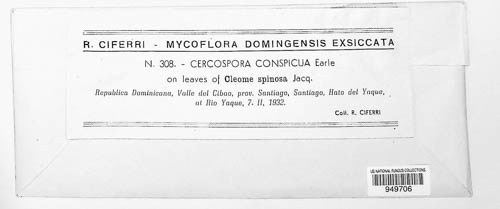 R. CIFERRI - MYCOFLORA DOMINGENSIS EXSICCATA
N. 308. - CERCOSPORA CONSPICUA Earle
on leaves of Cleome spinosa Jacq.
Republica Dominicana, Valle del Cibao, prov. Santiago, Santiago, Hato del Yaque,
at Rio Yaque, 7. II, 1932.
Coll. R. CIFERRI
US NATIONAL FUNGUS COLLECTIONS
949706